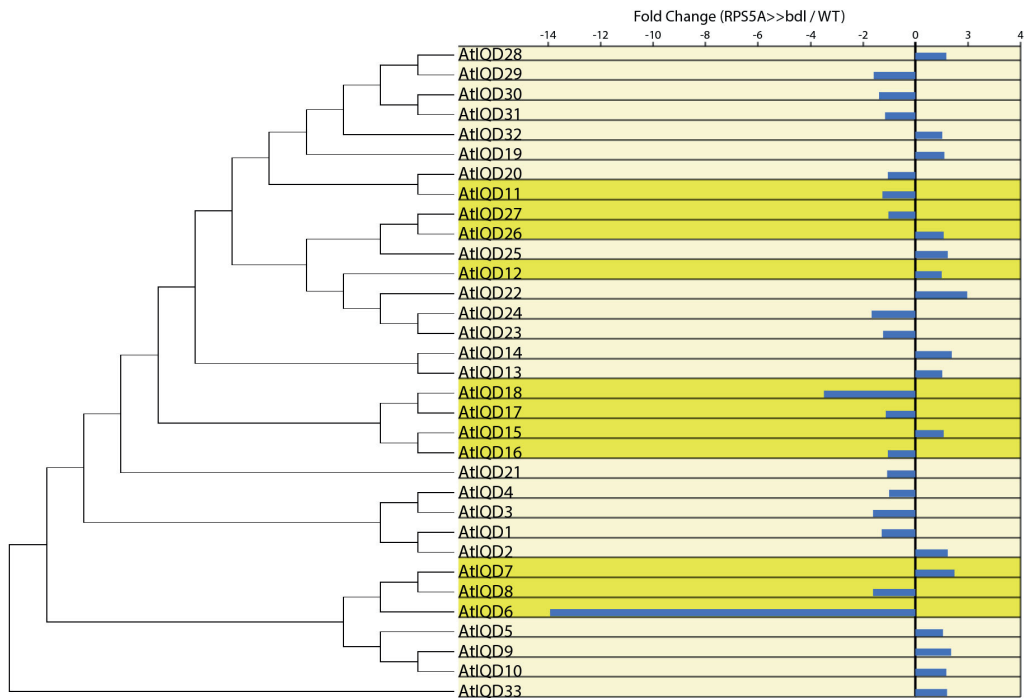 Fold Change (RPS5A>>bdl / WT)
-14 -12 -10 -8 -6 -4 -2 0 3 4
AtIQD28
AtIQD29
AtIQD30
AtIQD31
AtIQD32
AtIQD19
AtIQD20
AtIQD11
AtIQD27
AtIQD26
AtIQD25
AtIQD12
AtIQD22
AtIQD24
AtIQD23
AtIQD14
AtIQD13
AtIQD18
AtIQD17
AtIQD15
AtIQD16
AtIQD21
AtIQD4
AtIQD3
AtIQD1
AtIQD2
AtIQD7
AtIQD8
AtIQD6
AtIQD5
AtIQD9
AtIQD10
AtIQD33